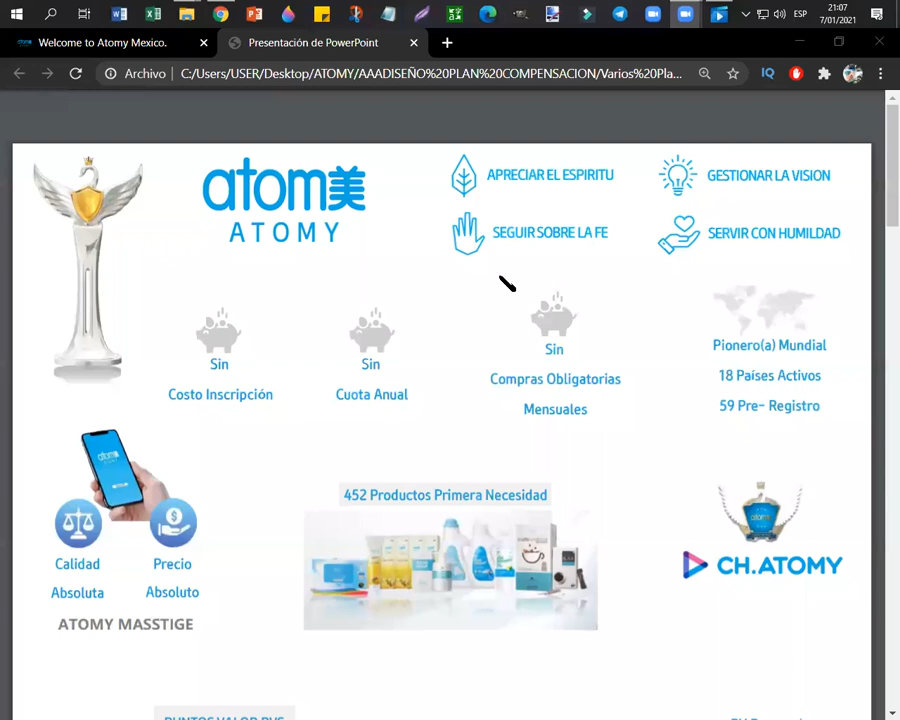 ESP
21:07
7/01/2021
Welcome to Atomy Mexico.
Presentación de PowerPoint
Archivo
C:/Users/USER/Desktop/ATOMY/AAADISEÑO%20PLAN%20COMPENSACION/Varios%20Pla...
IQ
atom美
ATOMY
APRECIAR EL ESPIRITU
GESTIONAR LA VISION
SEGUIR SOBRE LA FE
SERVIR CON HUMILDAD
Sin
Costo Inscripción
Sin
Cuota Anual
Sin
Compras Obligatorias
Mensuales
Pionero(a) Mundial
18 Países Activos
59 Pre- Registro
Calidad
Absoluta
Precio
Absoluto
ATOMY MASSTIGE
452 Productos Primera Necesidad
CH.ATOMY